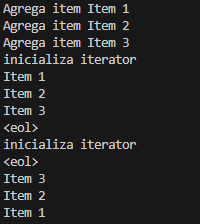 Agrega item Item 1
Agrega item Item 2
Agrega item Item 3
inicializa iterator
Item 1
Item 2
Item 3
<eol>
inicializa iterator
<eol>
Item 3
Item 2
Item 1